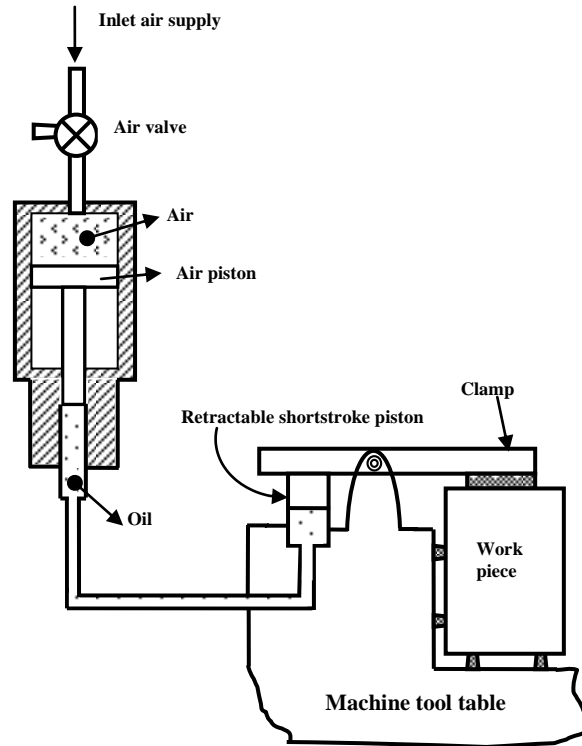 Inlet air supply
Air valve
Air
Air piston
Clamp
Retractable shortstroke piston
Oil
Work
piece
Machine tool table